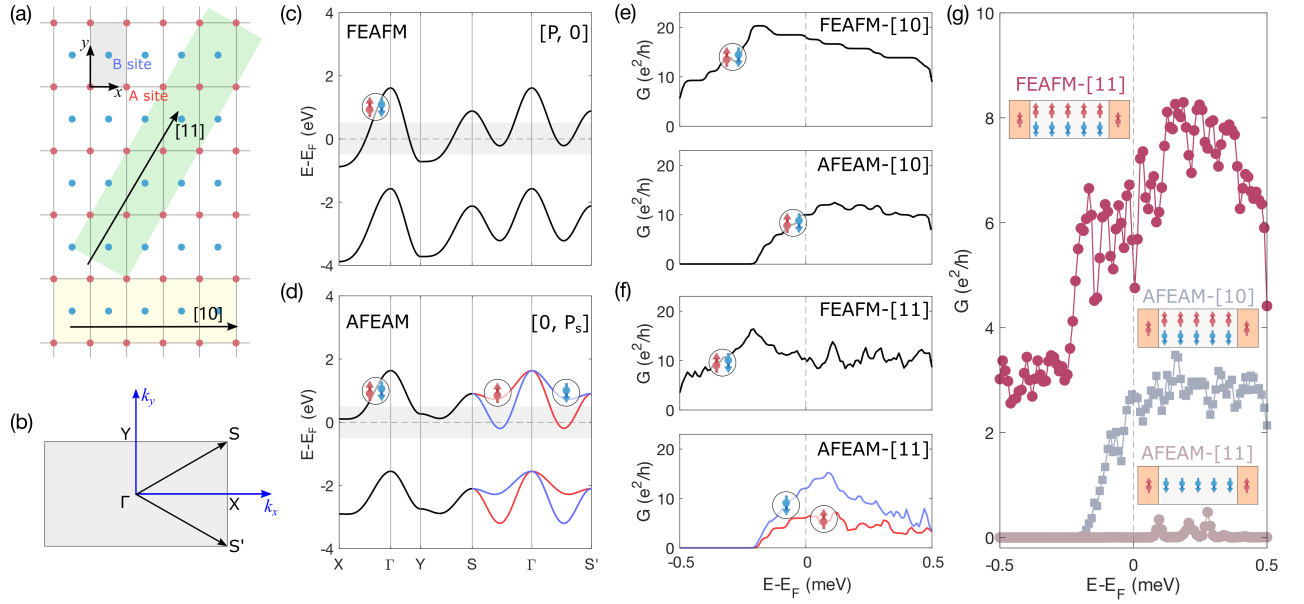 (a)
y
B site
x
A site
[11]
[10]
(b)
k_y
Y
S
Γ
X
k_x
S'
(c)
FEAFM
[P, 0]
4
2
0
-2
-4
E-E_F (eV)
(d)
AFEAM
[0, P_s]
4
2
0
-2
-4
E-E_F (eV)
X
Γ
Y
S
Γ
S'
(e)
FEAFM-[10]
20
10
0
G (e²/h)
AFEAM-[10]
20
10
0
G (e²/h)
(f)
FEAFM-[11]
20
10
0
G (e²/h)
AFEAM-[11]
20
10
0
G (e²/h)
-0.5
0
0.5
E-E_F (meV)
(g)
10
8
6
4
2
0
G (e²/h)
FEAFM-[11]
AFEAM-[10]
AFEAM-[11]
-0.5
0
0.5
E-E_F (meV)